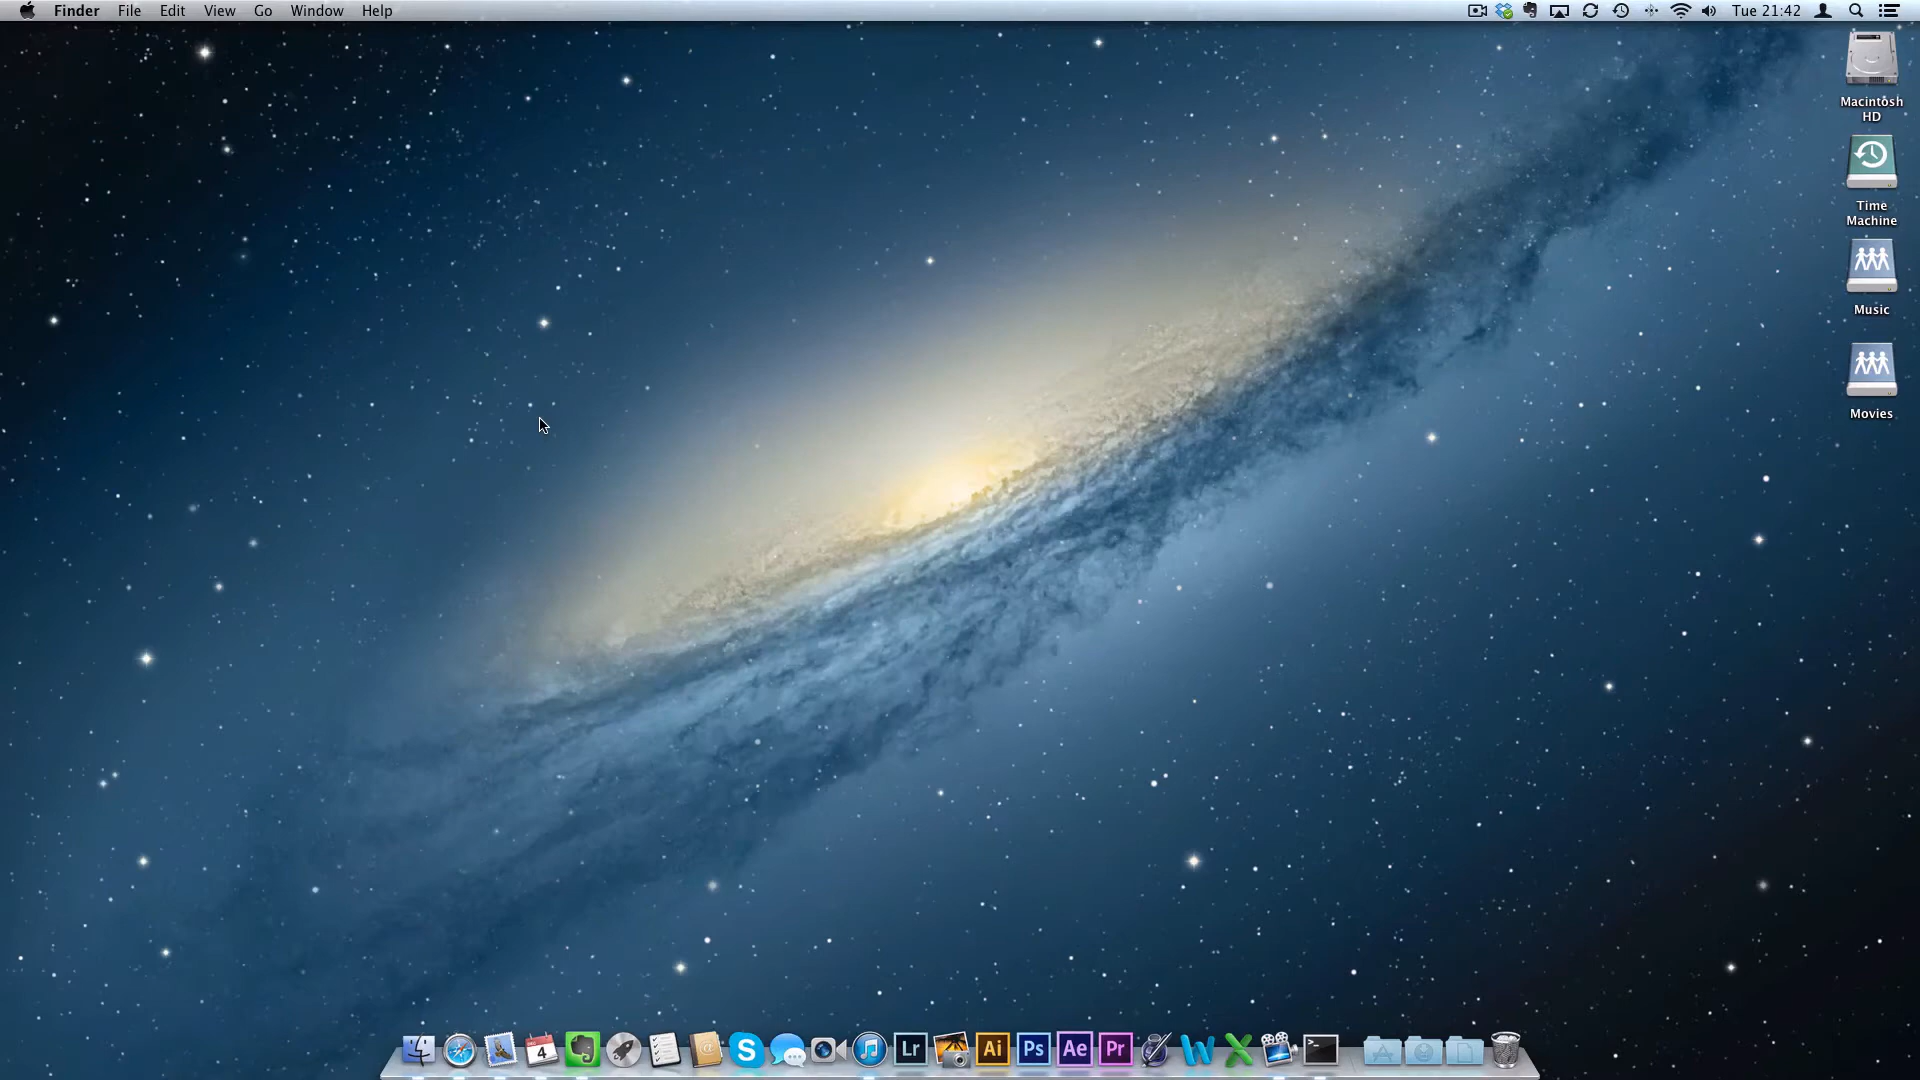 Finder File Edit View Go Window Help Tue 21:42
Macintosh
HD
Time
Machine
Music
Movies
4
S
Lr Ai Ps Ae Pr W X >_